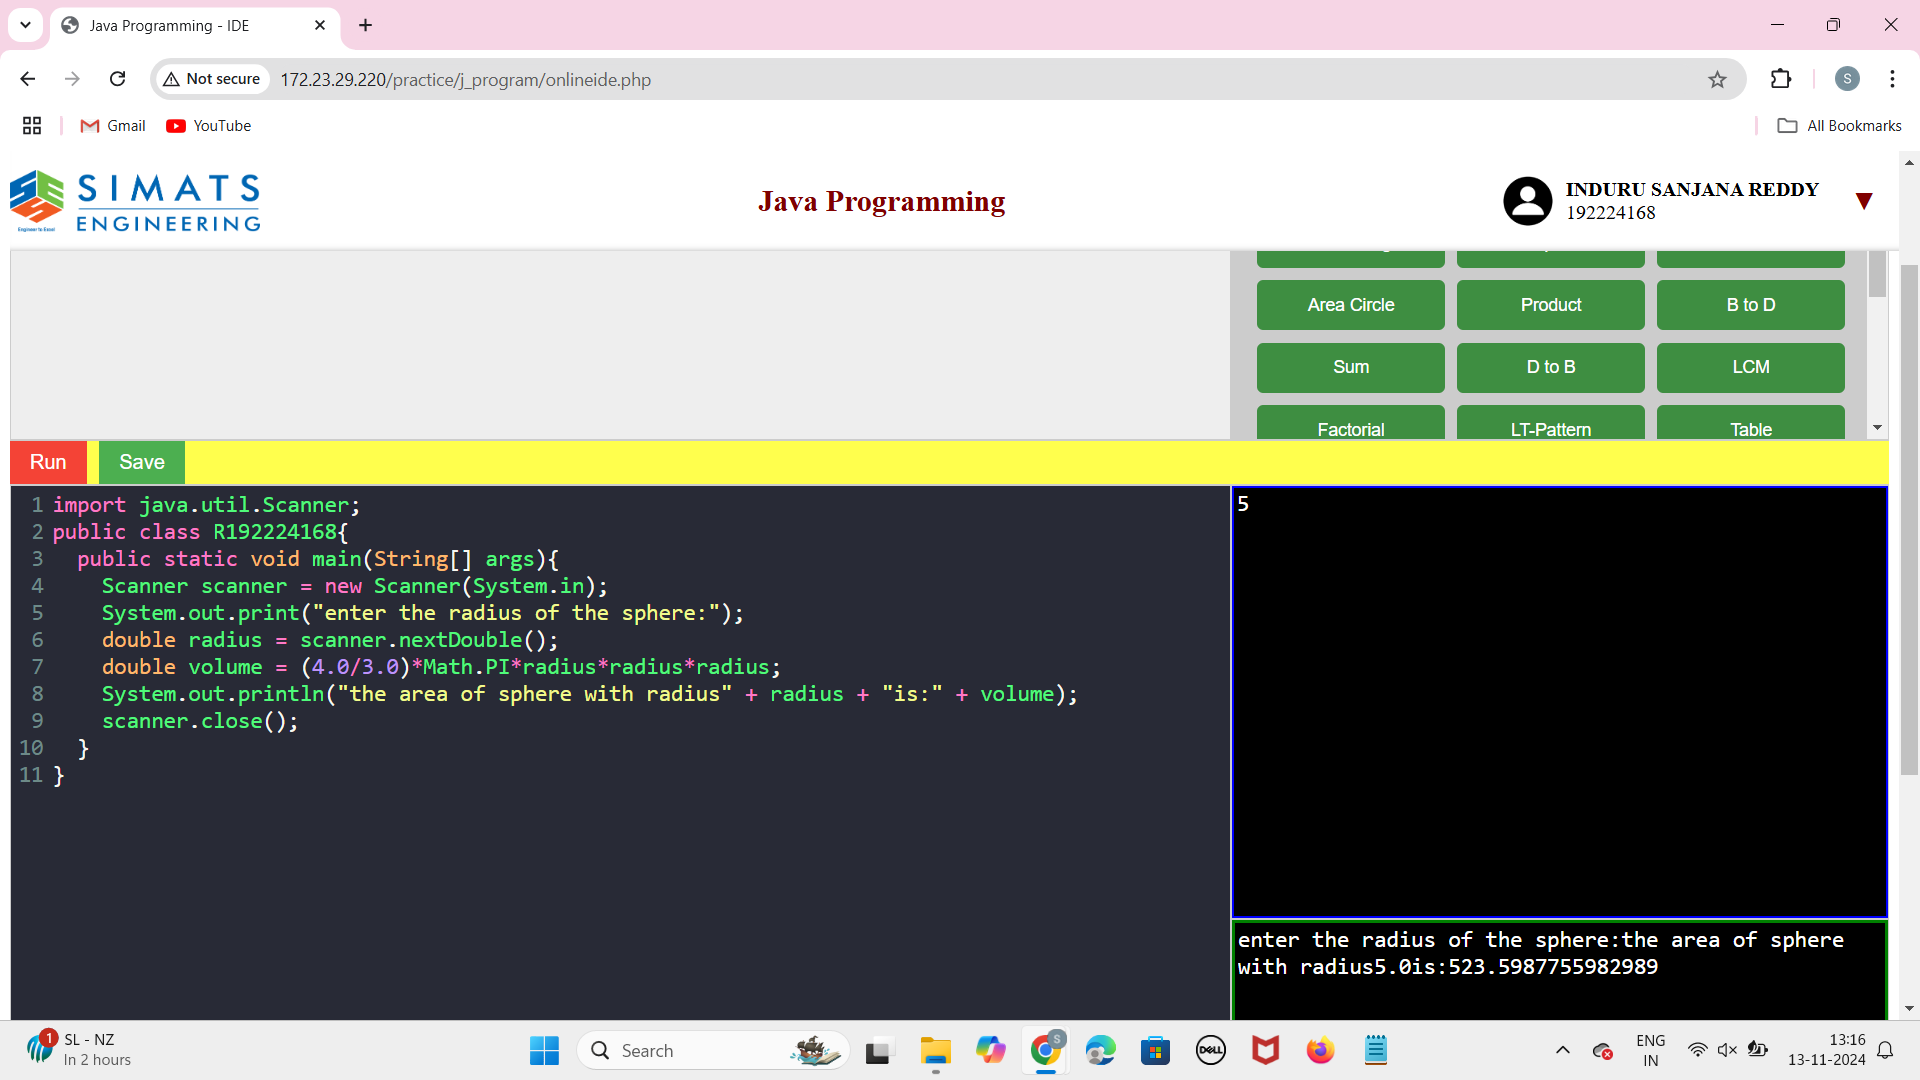 Java Programming - IDE
Not secure
172.23.29.220/practice/j_program/onlineide.php
S
Gmail
YouTube
All Bookmarks
SIMATS
ENGINEERING
Engineer to Excel
Java Programming
INDURU SANJANA REDDY
192224168
Area Circle
Product
B to D
Sum
D to B
LCM
Factorial
LT-Pattern
Table
Run
Save
1 import java.util.Scanner;
2 public class R192224168{
3 public static void main(String[] args){
4 Scanner scanner = new Scanner(System.in);
5 System.out.print("enter the radius of the sphere:");
6 double radius = scanner.nextDouble();
7 double volume = (4.0/3.0)*Math.PI*radius*radius*radius;
8 System.out.println("the area of sphere with radius" + radius + "is:" + volume);
9 scanner.close();
10 }
11 }
5
enter the radius of the sphere:the area of sphere
with radius5.0is:523.5987755982989
1
SL - NZ
In 2 hours
Search
S
DELL
ENG
IN
13:16
13-11-2024